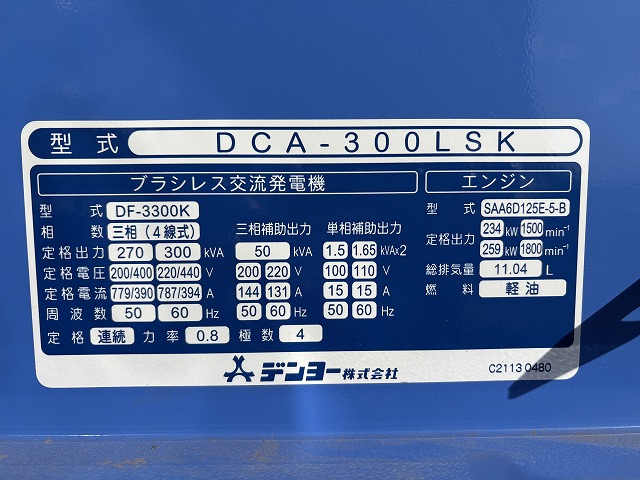 型式 DCA-300LSK
ブラシレス交流発電機 エンジン
型式 DF-3300K 型式 SAA6D125E-5-B
相数 三相(4線式) 三相補助出力 単相補助出力 定格出力 234 kW 1500 min⁻¹
定格出力 270 300 kVA 50 kVA 1.5 1.65 kVA×2 259 kW 1800 min⁻¹
定格電圧 200/400 220/440 V 200 220 V 100 110 V 総排気量 11.04 L
定格電流 779/390 787/394 A 144 131 A 15 15 A 燃料 軽油
周波数 50 60 Hz 50 60 Hz 50 60 Hz
定格 連続 力率 0.8 極数 4
デンヨー株式会社 C2113 0480